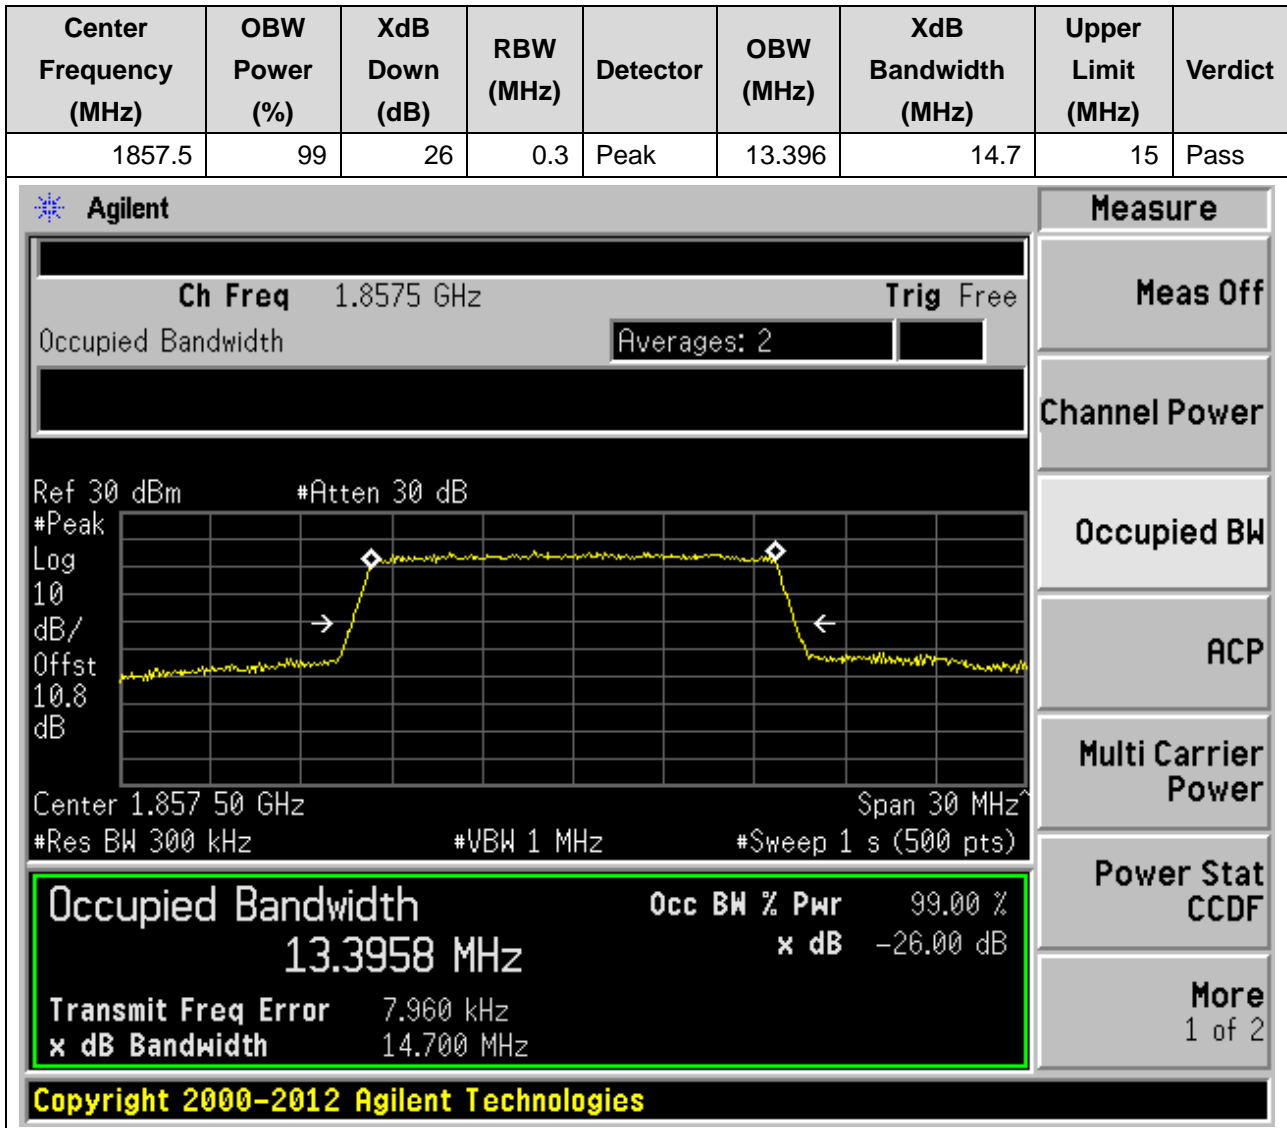 Center Frequency (MHz) OBW Power (%) XdB Down (dB) RBW (MHz) Detector OBW (MHz) XdB Bandwidth (MHz) Upper Limit (MHz) Verdict
1857.5 99 26 0.3 Peak 13.396 14.7 15 Pass
Agilent
Ch Freq 1.8575 GHz Trig Free
Occupied Bandwidth Averages: 2
Ref 30 dBm #Atten 30 dB
#Peak
Log
10
dB/
Offst
10.8
dB
Center 1.857 50 GHz Span 30 MHz^
#Res BW 300 kHz #VBW 1 MHz #Sweep 1 s (500 pts)
Occupied Bandwidth Occ BW % Pwr 99.00 %
13.3958 MHz x dB -26.00 dB
Transmit Freq Error 7.960 kHz
x dB Bandwidth 14.700 MHz
Copyright 2000-2012 Agilent Technologies
Measure
Meas Off
Channel Power
Occupied BW
ACP
Multi Carrier
Power
Power Stat
CCDF
More
1 of 2